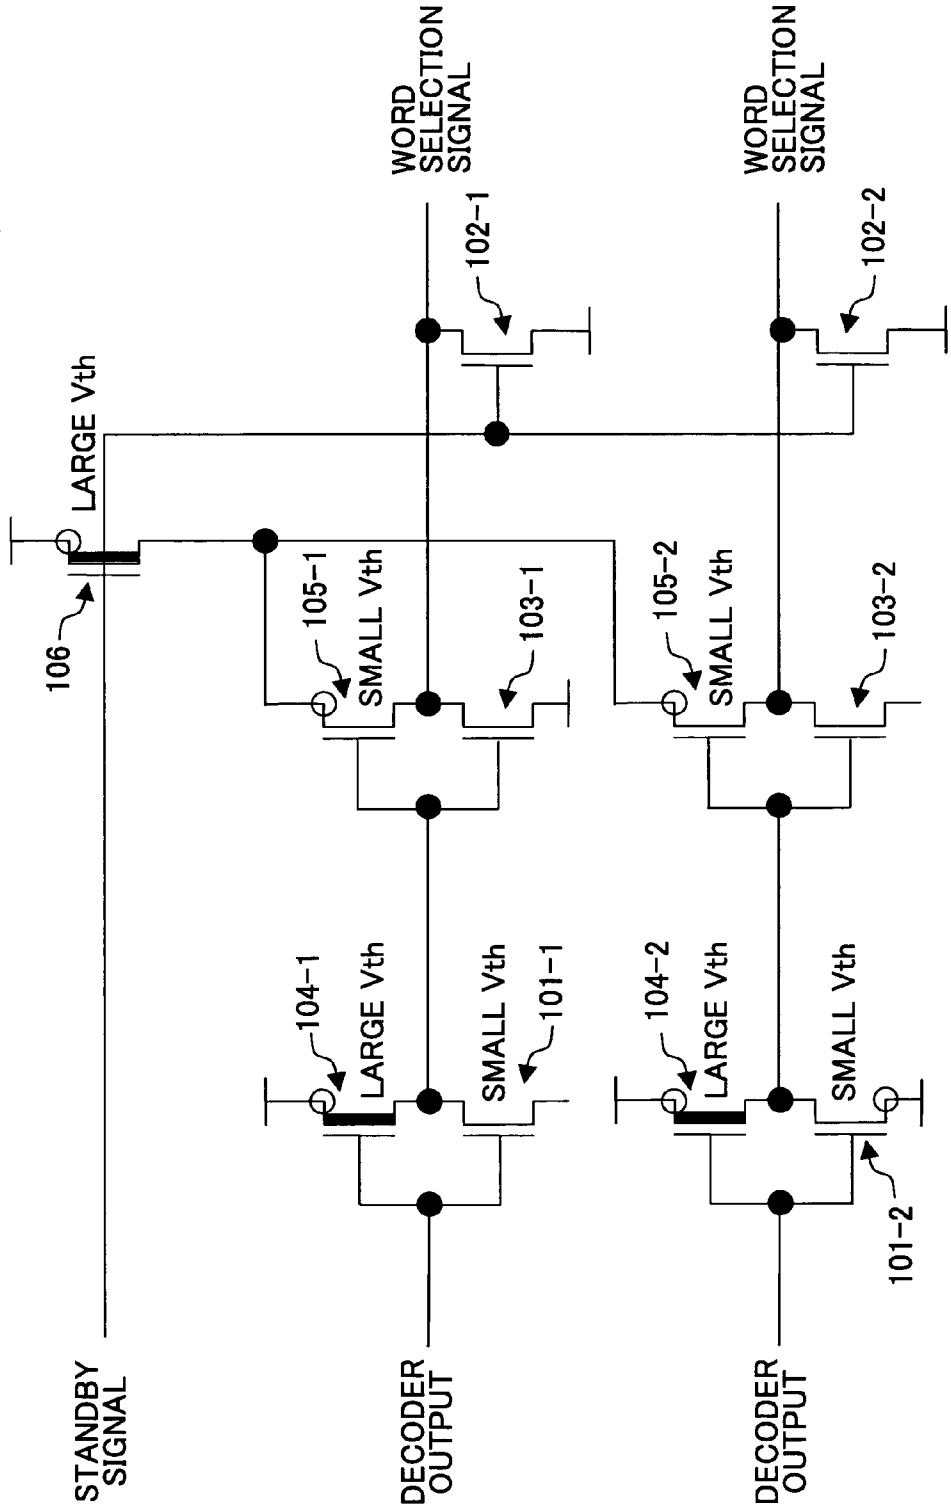 STANDBY
SIGNAL
106
LARGE Vth
DECODER
OUTPUT
104-1
LARGE Vth
SMALL Vth
101-1
105-1
SMALL Vth
103-1
102-1
WORD
SELECTION
SIGNAL
DECODER
OUTPUT
104-2
LARGE Vth
SMALL Vth
101-2
105-2
SMALL Vth
103-2
102-2
WORD
SELECTION
SIGNAL